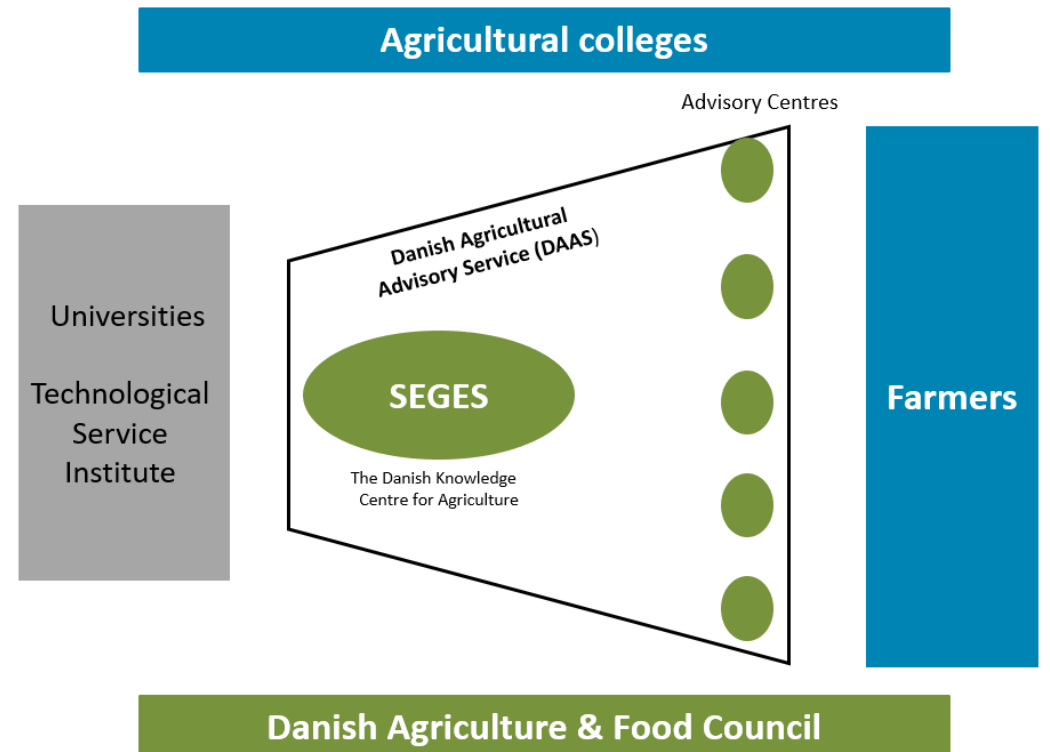 Agricultural colleges
Advisory Centres
Danish Agricultural
Advisory Service (DAAS)
Universities
Technological
Service
Institute
SEGES
The Danish Knowledge
Centre for Agriculture
Farmers
Danish Agriculture & Food Council